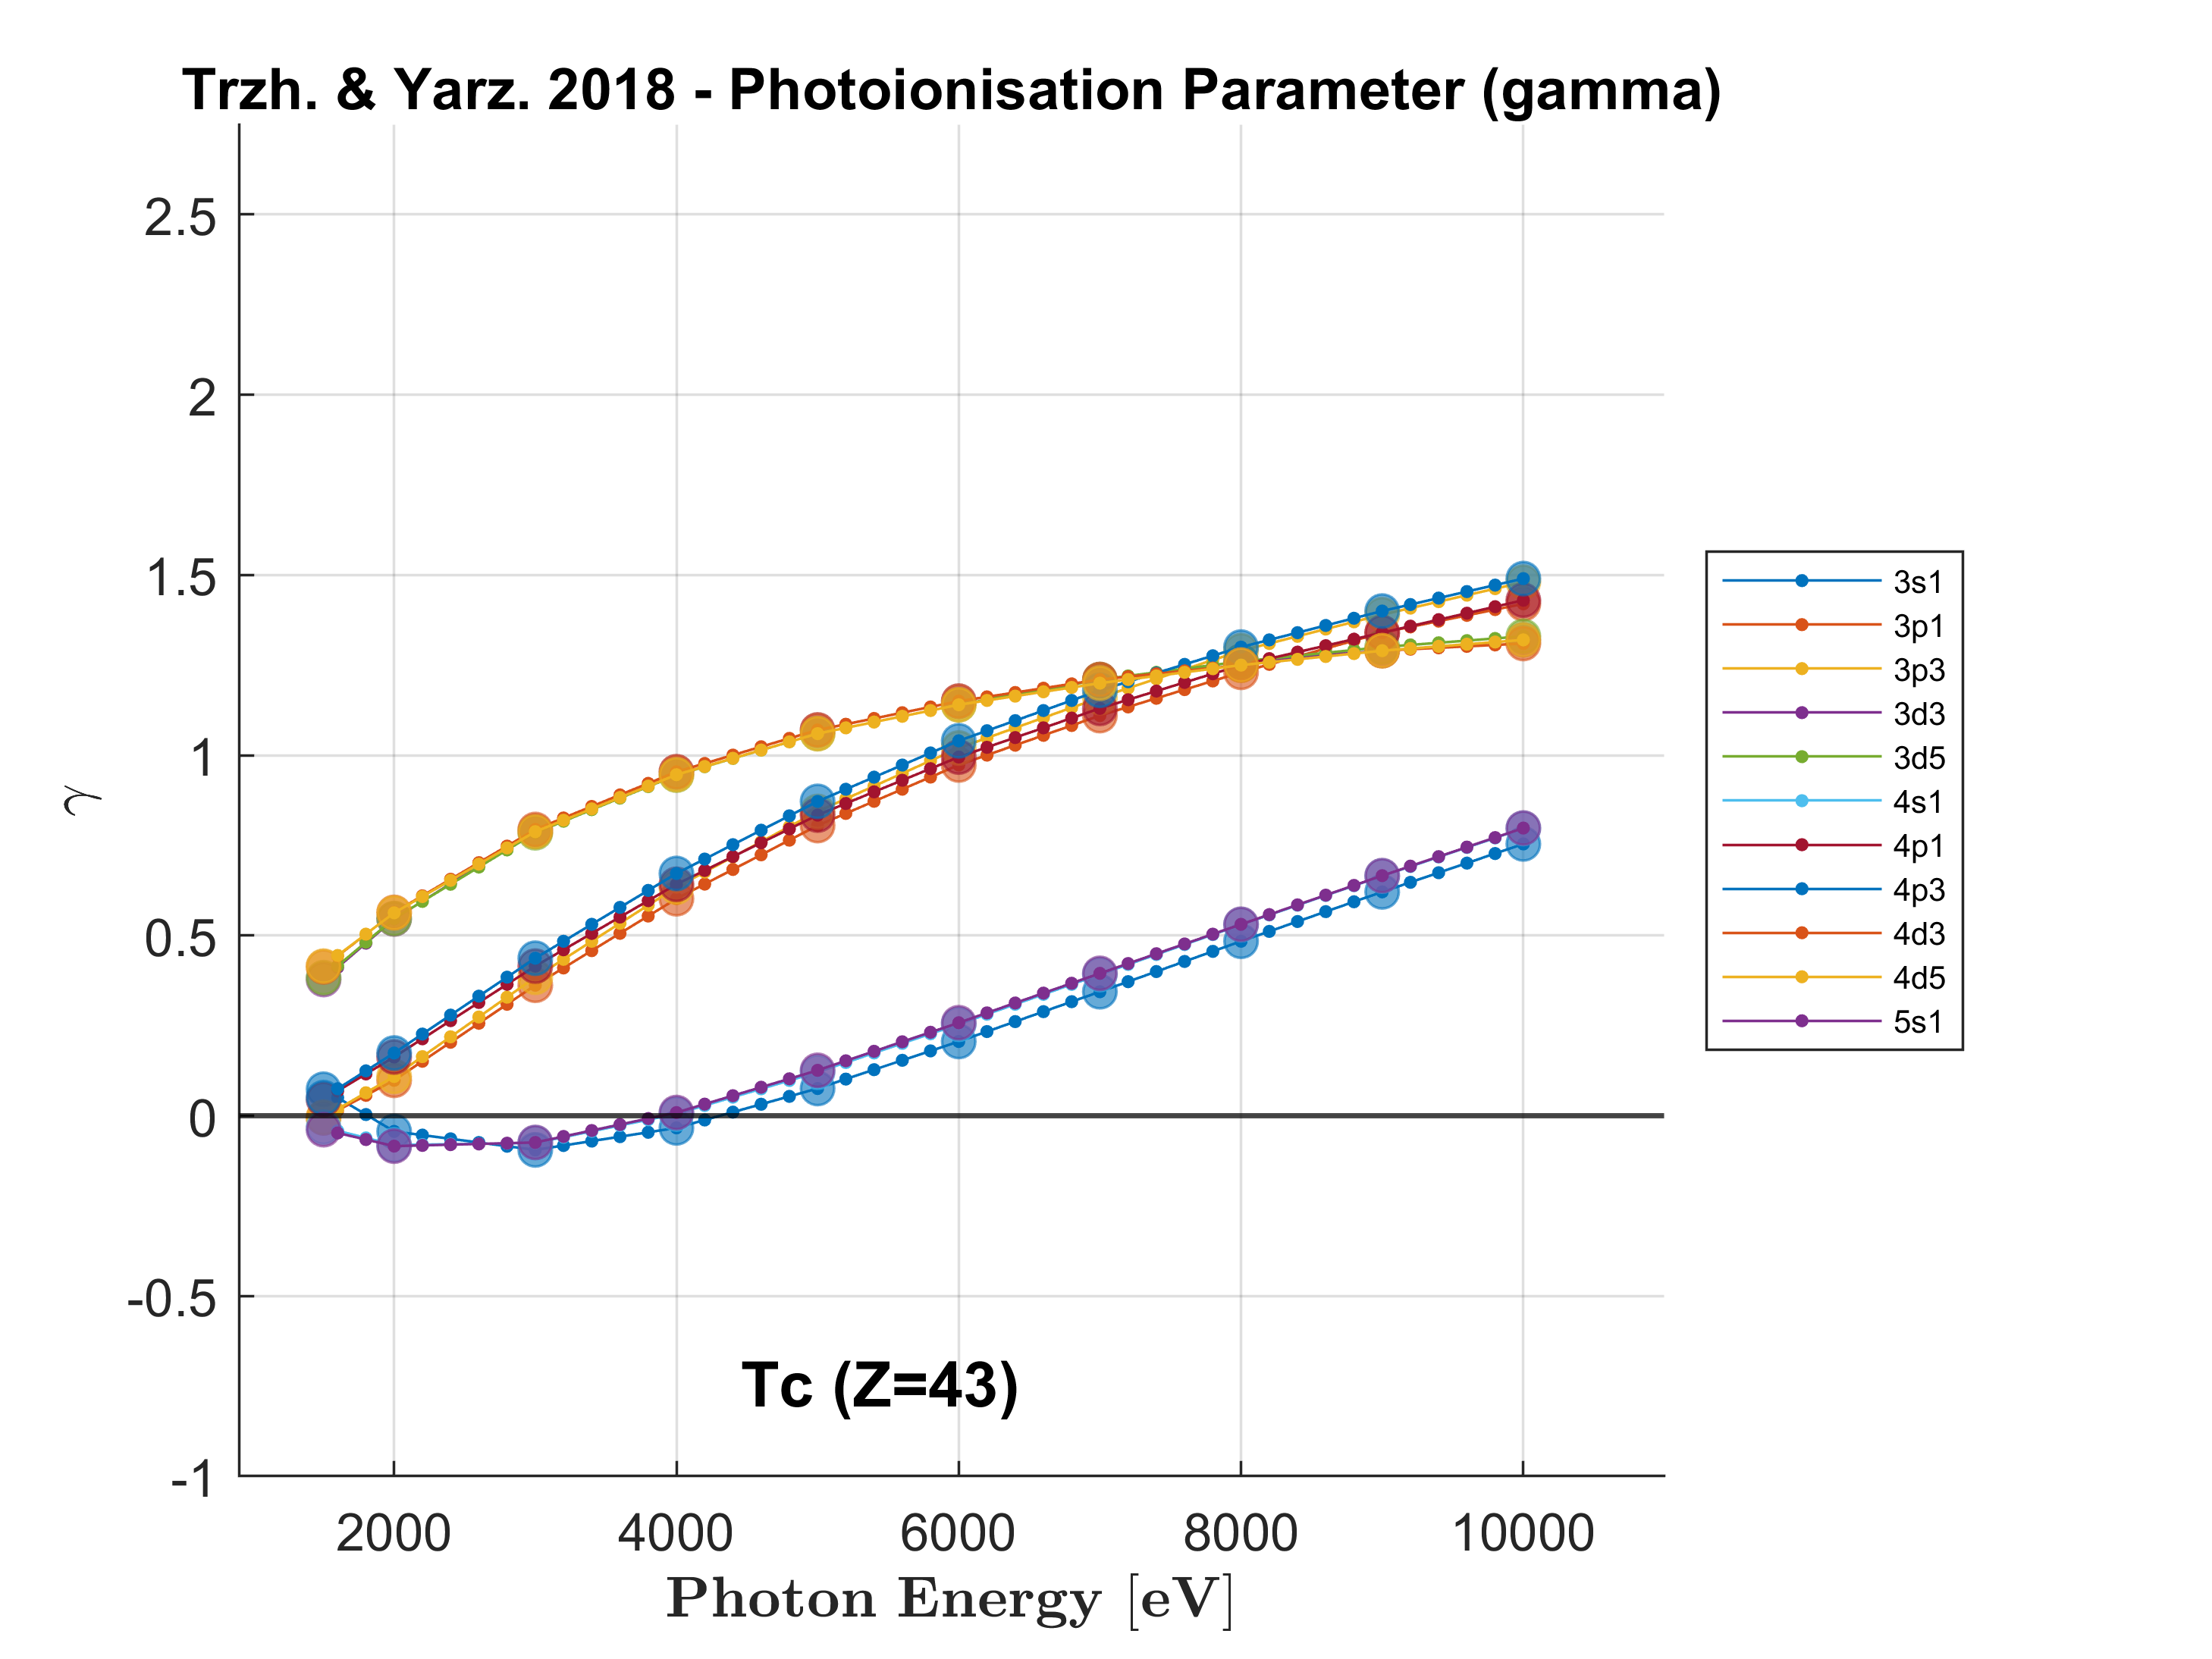 Trzh. & Yarz. 2018 - Photoionisation Parameter (gamma)
2.5
2
1.5
1
0.5
0
-0.5
-1
γ
2000 4000 6000 8000 10000
Photon Energy [eV]
Tc (Z=43)
3s1
3p1
3p3
3d3
3d5
4s1
4p1
4p3
4d3
4d5
5s1